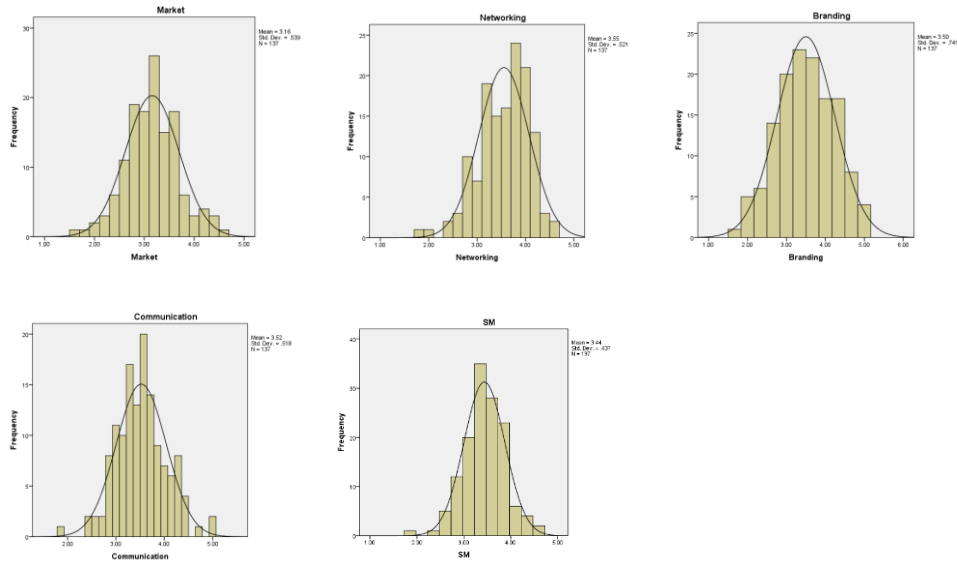 Market
Mean = 3.16
Std. Dev. = .539
N = 137
Frequency
30
20
10
0
1.00 2.00 3.00 4.00 5.00
Market
Networking
Mean = 3.55
Std. Dev. = .521
N = 137
Frequency
25
20
15
10
5
0
1.00 2.00 3.00 4.00 5.00
Networking
Branding
Mean = 3.50
Std. Dev. = .741
N = 137
Frequency
25
20
15
10
5
0
1.00 2.00 3.00 4.00 5.00 6.00
Branding
Communication
Mean = 3.52
Std. Dev. = .518
N = 137
Frequency
20
15
10
5
0
2.00 3.00 4.00 5.00
Communication
SM
Mean = 3.44
Std. Dev. = .437
N = 137
Frequency
40
30
20
10
0
1.00 2.00 3.00 4.00 5.00
SM